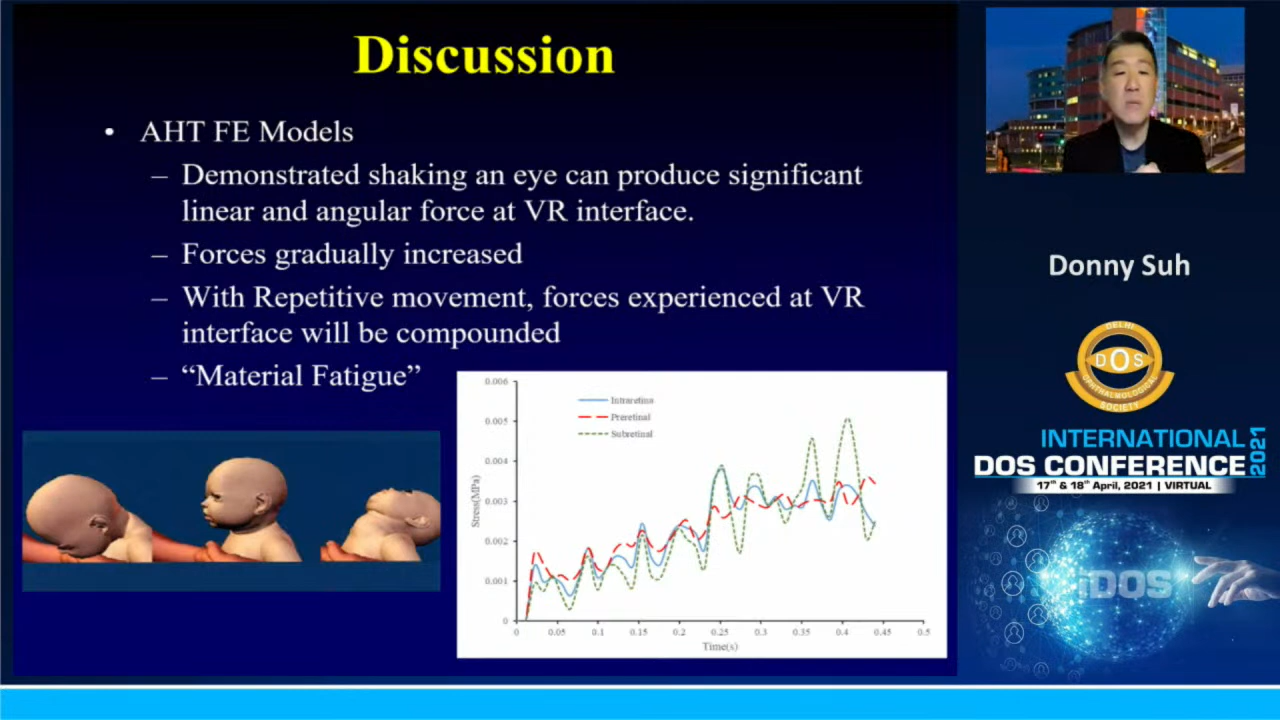 Discussion
• AHT FE Models
– Demonstrated shaking an eye can produce significant
linear and angular force at VR interface.
– Forces gradually increased
– With Repetitive movement, forces experienced at VR
interface will be compounded
– “Material Fatigue”
0.006
0.005
0.004
0.003
0.002
0.001
0
Stress(MPa)
Intraretina
Preretinal
Subretinal
0 0.05 0.1 0.15 0.2 0.25 0.3 0.35 0.4 0.45 0.5
Time(s)
Donny Suh
DELHI
DOS
OPHTHALMOLOGICAL
SOCIETY
INTERNATIONAL
DOS CONFERENCE
2021
17th & 18th April, 2021 | VIRTUAL
iDOS